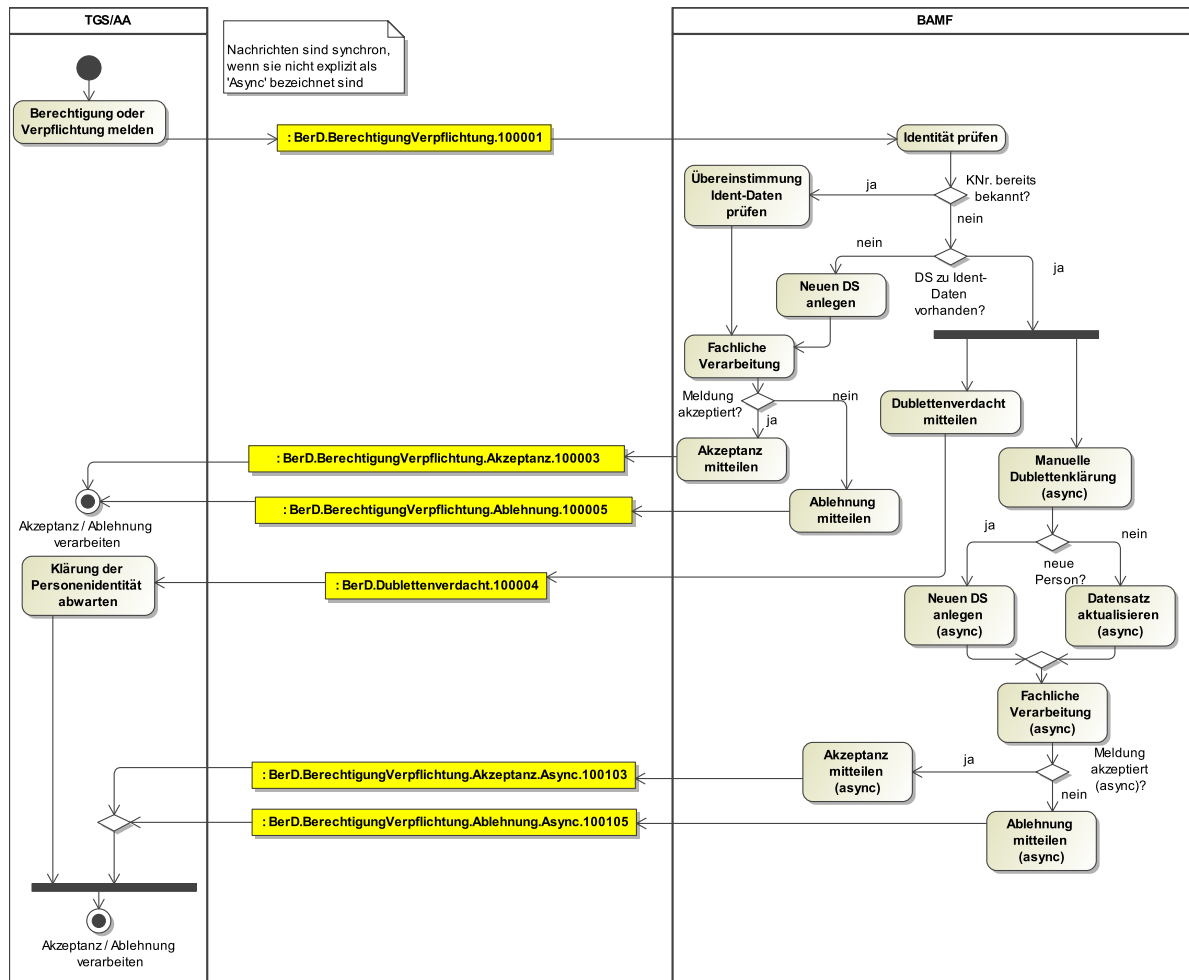 TGS/AA
BAMF
Nachrichten sind synchron,
wenn sie nicht explizit als
'Async' bezeichnet sind
Berechtigung oder
Verpflichtung melden
: BerD.BerechtigungVerpflichtung.100001
Identität prüfen
KNr. bereits
bekannt?
ja
nein
Übereinstimmung
Ident-Daten
prüfen
nein
ja
DS zu Ident-
Daten
vorhanden?
Neuen DS
anlegen
Fachliche
Verarbeitung
Meldung
akzeptiert?
nein
ja
Dublettenverdacht
mitteilen
: BerD.BerechtigungVerpflichtung.Akzeptanz.100003
Akzeptanz
mitteilen
Manuelle
Dublettenklärung
(async)
: BerD.BerechtigungVerpflichtung.Ablehnung.100005
Ablehnung
mitteilen
Akzeptanz / Ablehnung
verarbeiten
ja
nein
neue
Person?
Klärung der
Personenidentität
abwarten
: BerD.Dublettenverdacht.100004
Neuen DS
anlegen
(async)
Datensatz
aktualisieren
(async)
Fachliche
Verarbeitung
(async)
Meldung
akzeptiert
(async)?
ja
nein
Akzeptanz
mitteilen
(async)
: BerD.BerechtigungVerpflichtung.Akzeptanz.Async.100103
: BerD.BerechtigungVerpflichtung.Ablehnung.Async.100105
Ablehnung
mitteilen
(async)
Akzeptanz / Ablehnung
verarbeiten